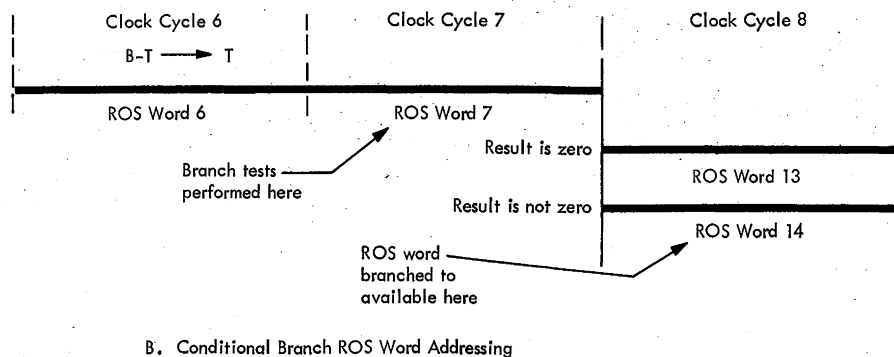 Clock Cycle 6
Clock Cycle 7
Clock Cycle 8
B-T → T
ROS Word 6
ROS Word 7
Result is zero
ROS Word 13
Branch tests
performed here
Result is not zero
ROS Word 14
ROS word
branched to
available here
B. Conditional Branch ROS Word Addressing